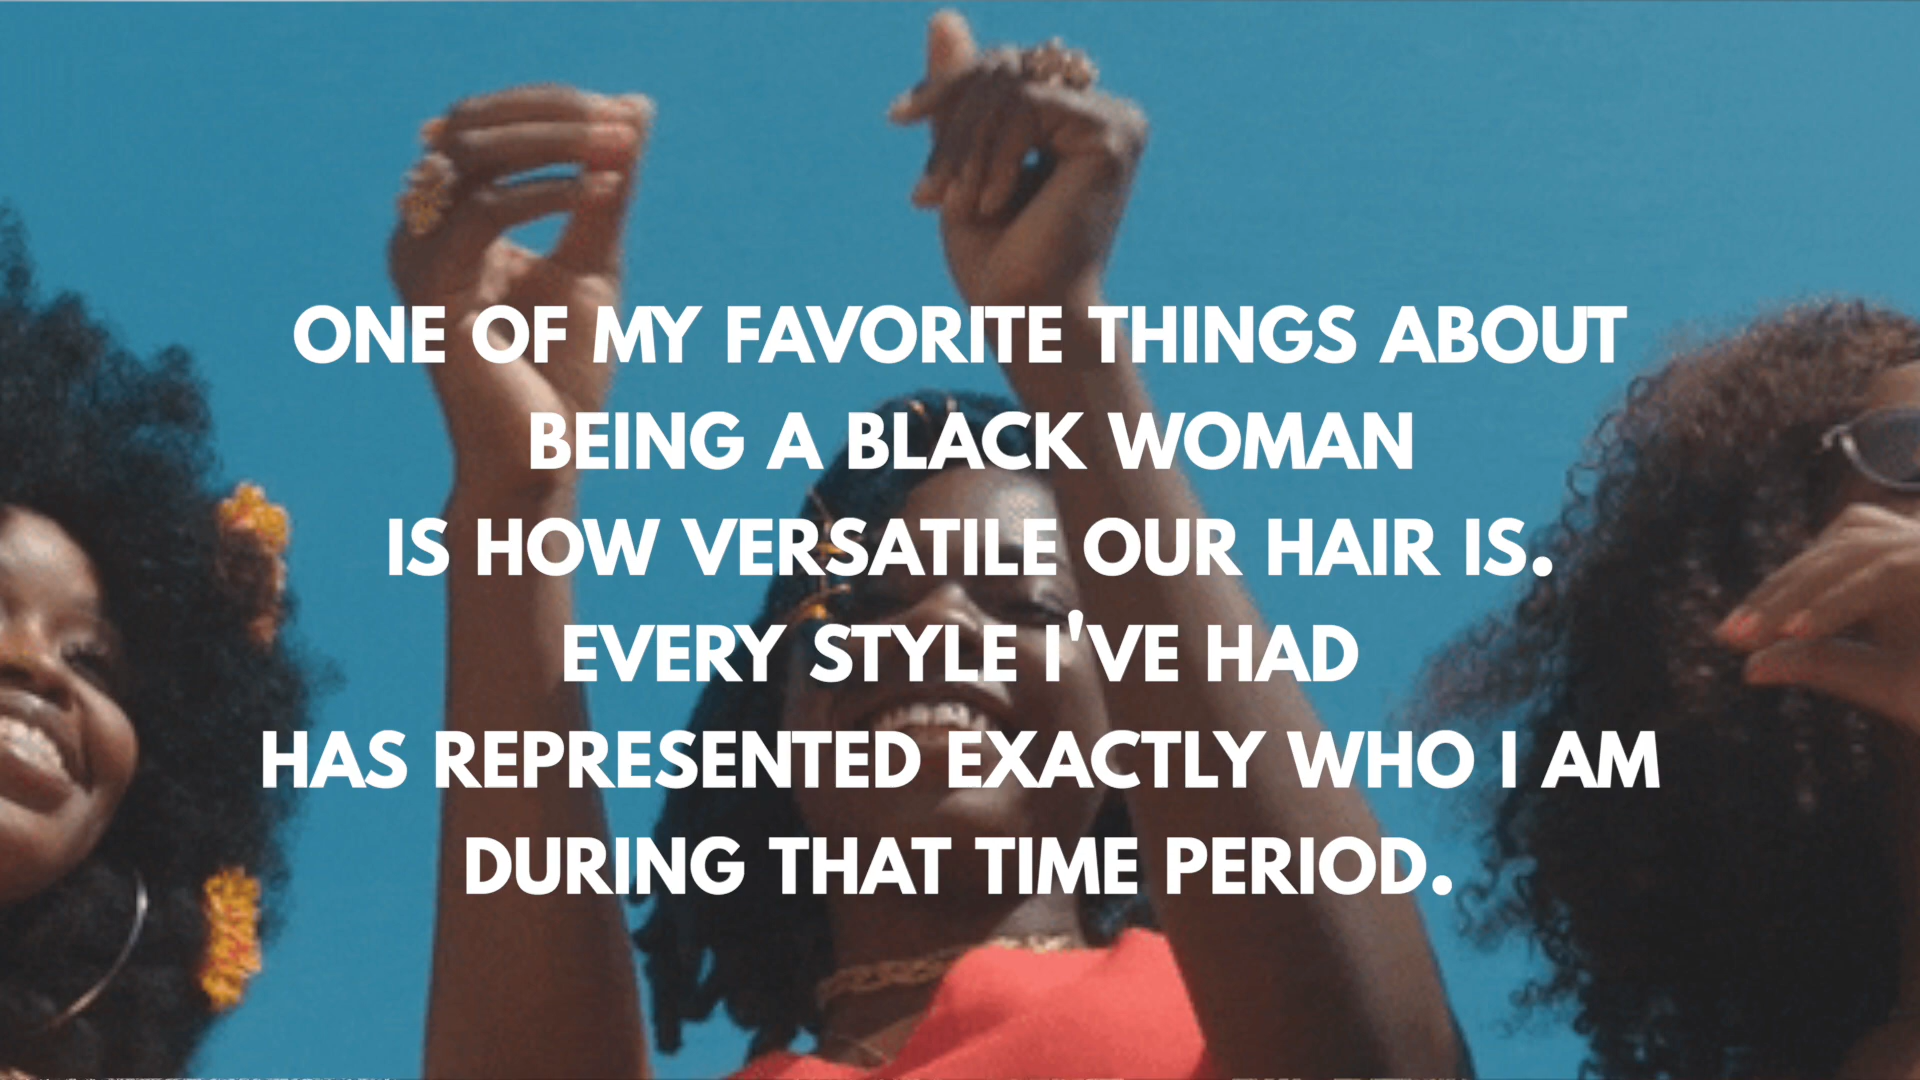 ONE OF MY FAVORITE THINGS ABOUT
BEING A BLACK WOMAN
IS HOW VERSATILE OUR HAIR IS.
EVERY STYLE I'VE HAD
HAS REPRESENTED EXACTLY WHO I AM
DURING THAT TIME PERIOD.